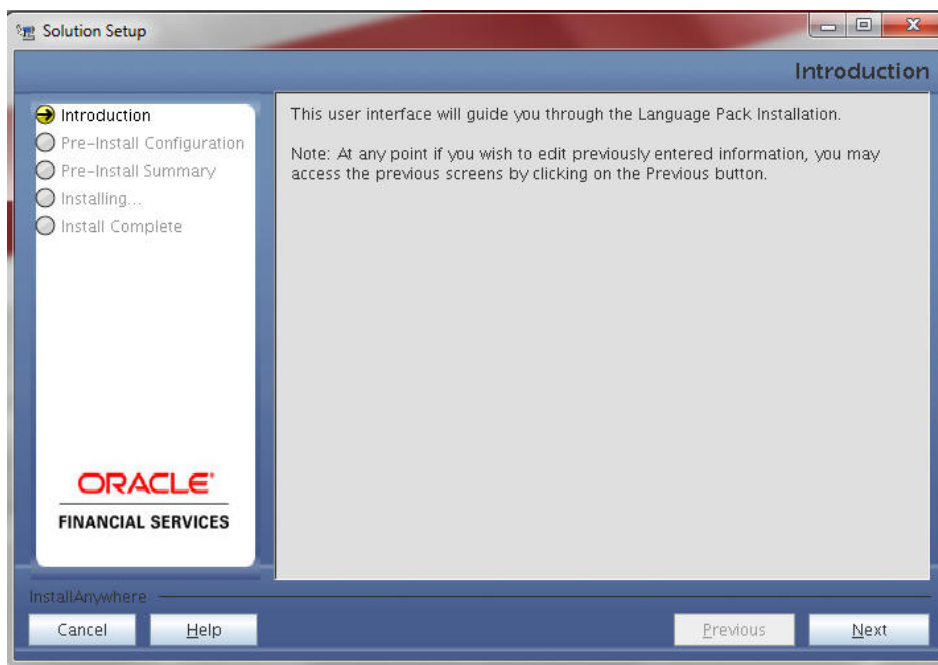 Solution Setup
Introduction
Introduction
Pre-Install Configuration
Pre-Install Summary
Installing...
Install Complete
ORACLE'
FINANCIAL SERVICES
This user interface will guide you through the Language Pack Installation.
Note: At any point if you wish to edit previously entered information, you may
access the previous screens by clicking on the Previous button.
InstallAnywhere
Cancel
Help
Previous
Next